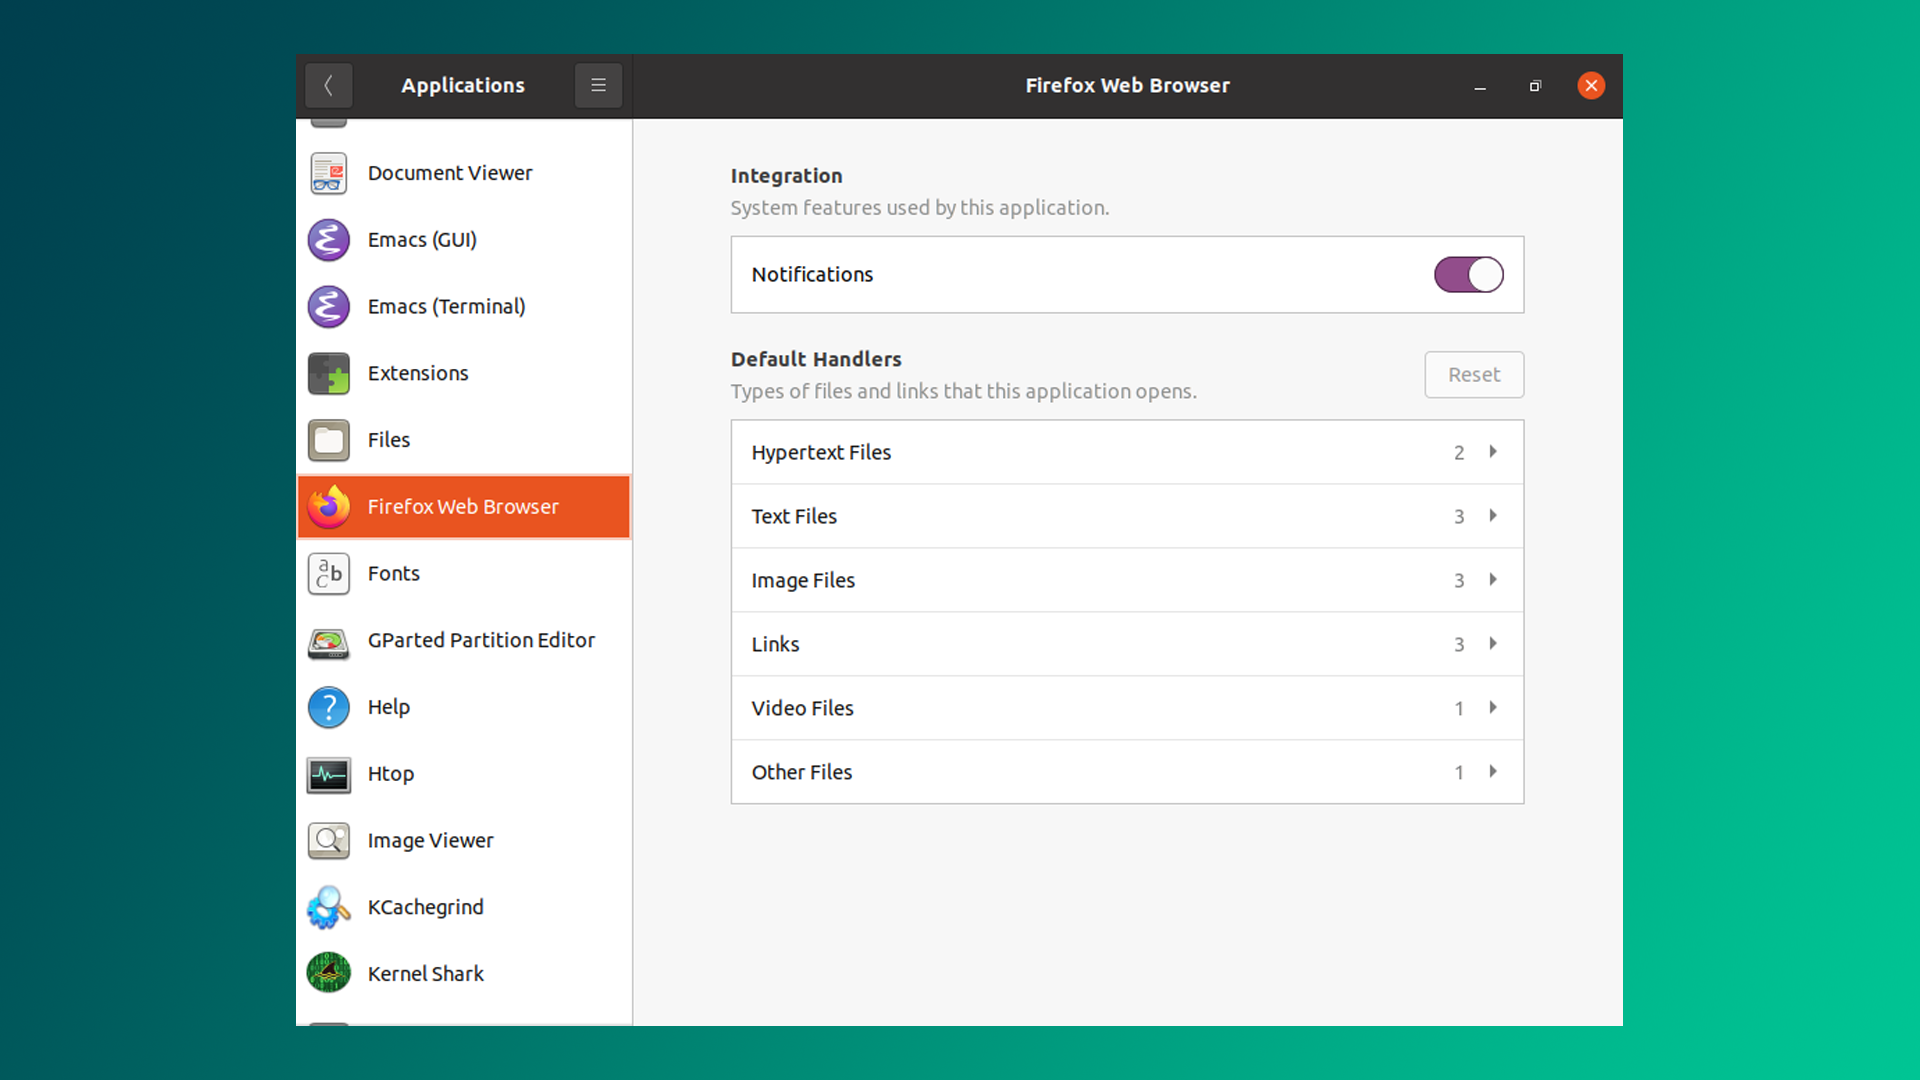 Applications
Firefox Web Browser
Document Viewer
Emacs (GUI)
Emacs (Terminal)
Extensions
Files
Firefox Web Browser
Fonts
GParted Partition Editor
Help
Htop
Image Viewer
KCachegrind
Kernel Shark
Integration
System features used by this application.
Notifications
Default Handlers
Types of files and links that this application opens.
Reset
Hypertext Files 2
Text Files 3
Image Files 3
Links 3
Video Files 1
Other Files 1